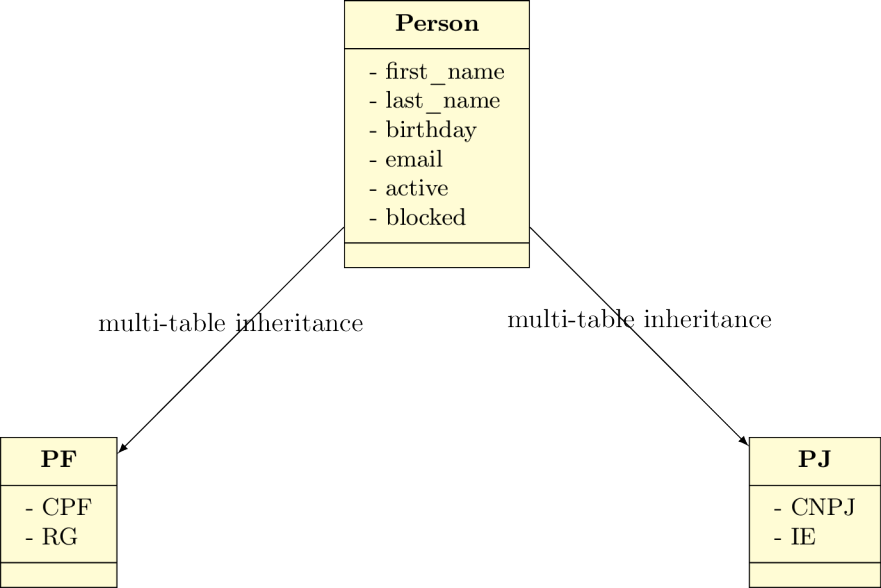 Person
- first_name
- last_name
- birthday
- email
- active
- blocked
multi-table inheritance
multi-table inheritance
PF
- CPF
- RG
PJ
- CNPJ
- IE